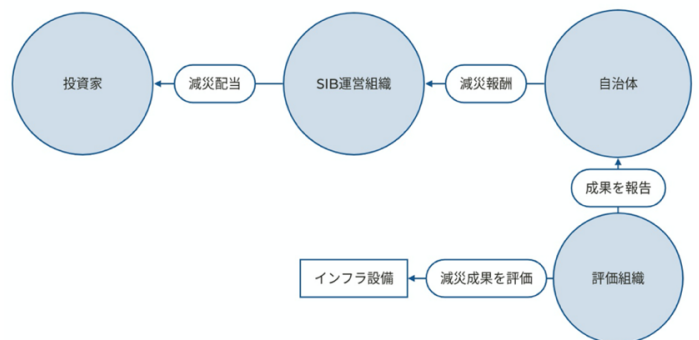 投資家
減災配当
SIB運営組織
減災報酬
自治体
成果を報告
インフラ設備
減災成果を評価
評価組織